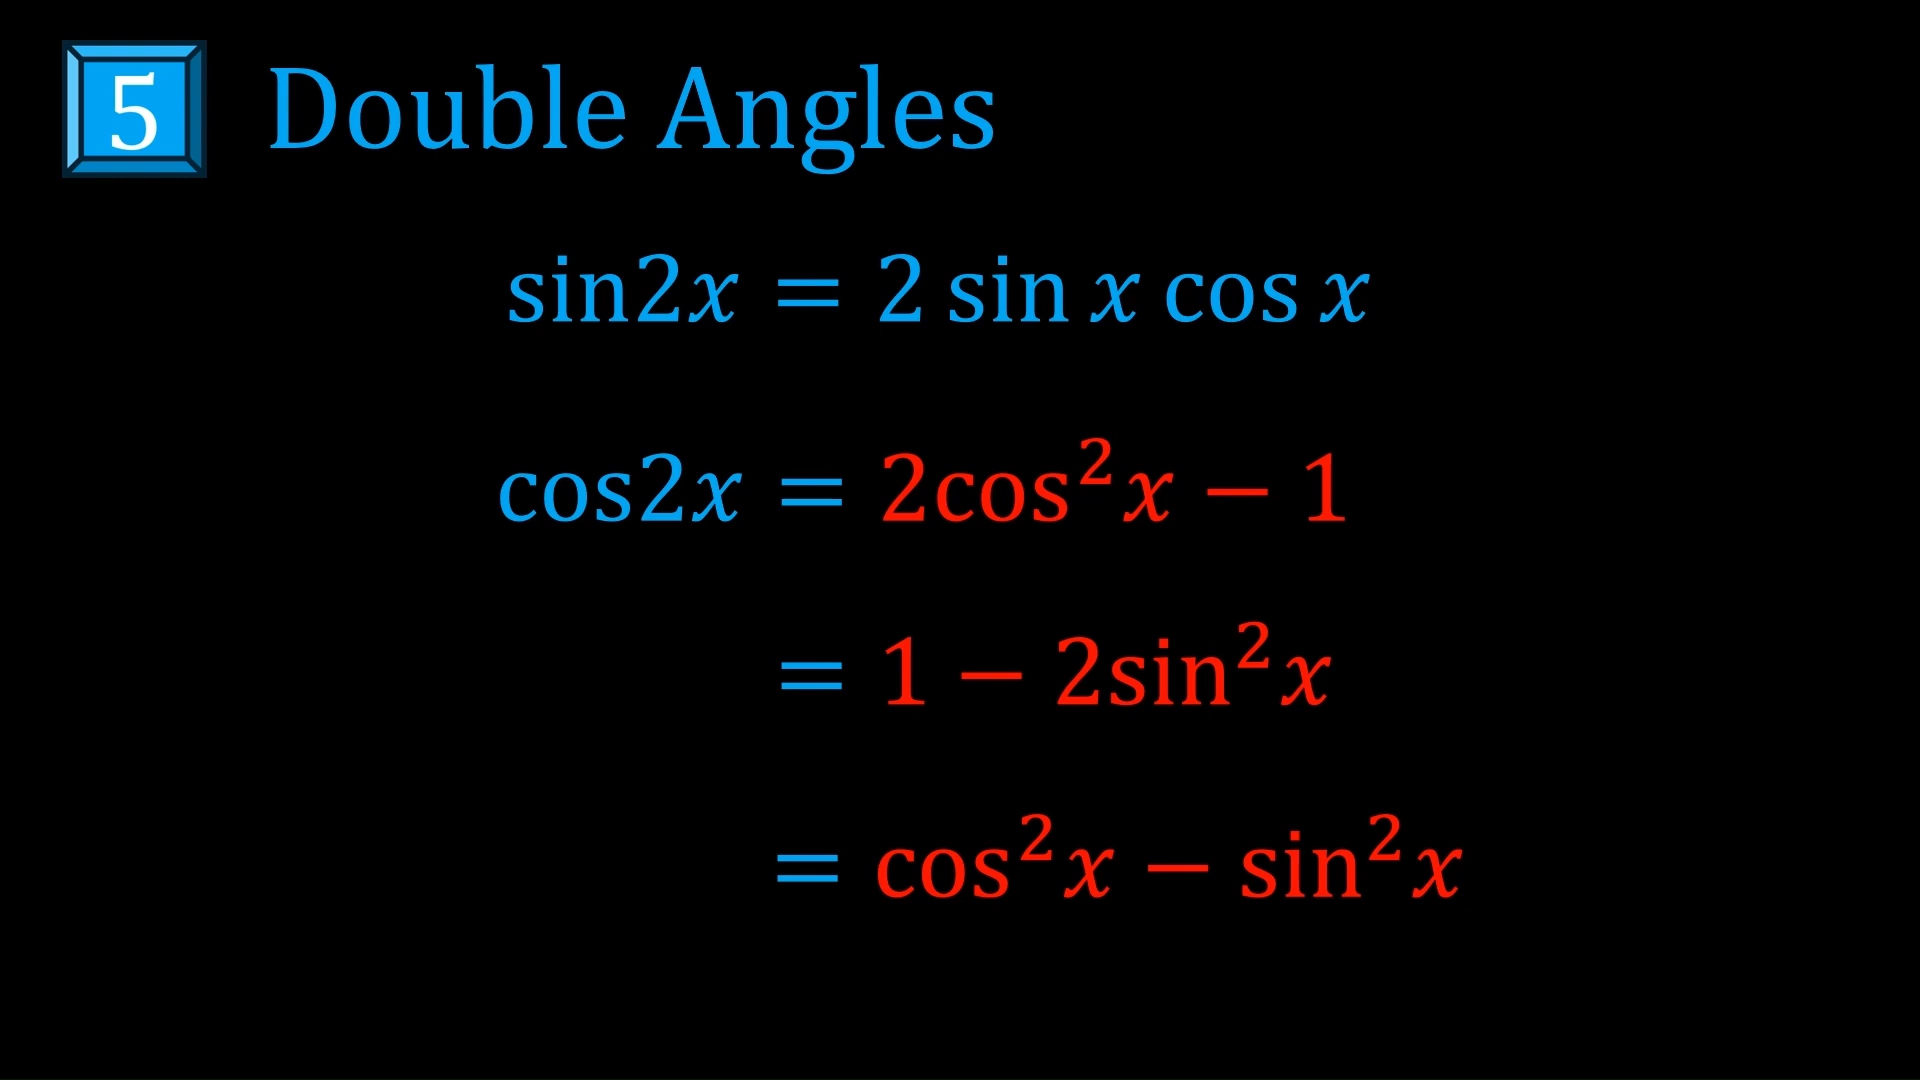 5 Double Angles
sin2x = 2 sin x cos x
cos2x = 2cos²x − 1
= 1 − 2sin²x
= cos²x − sin²x